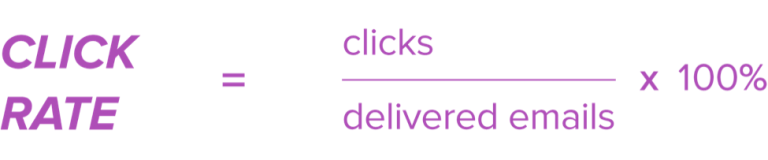 CLICK
RATE
=
clicks
delivered emails
x 100%